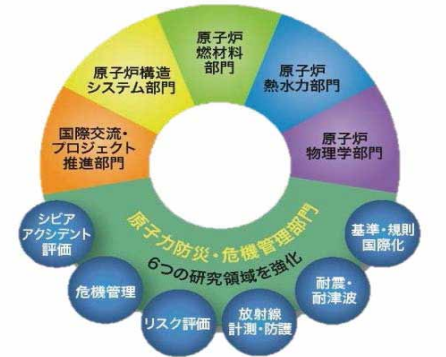 原子炉
燃材料
部門
原子炉構造
システム部門
原子炉
熱水力部門
国際交流・
プロジェクト
推進部門
原子炉
物理学部門
原子力防災・危機管理部門
6つの研究領域を強化
シビア
アクシデント
評価
危機管理
リスク評価
放射線
計測・防護
耐震・
耐津波
基準・規則
国際化